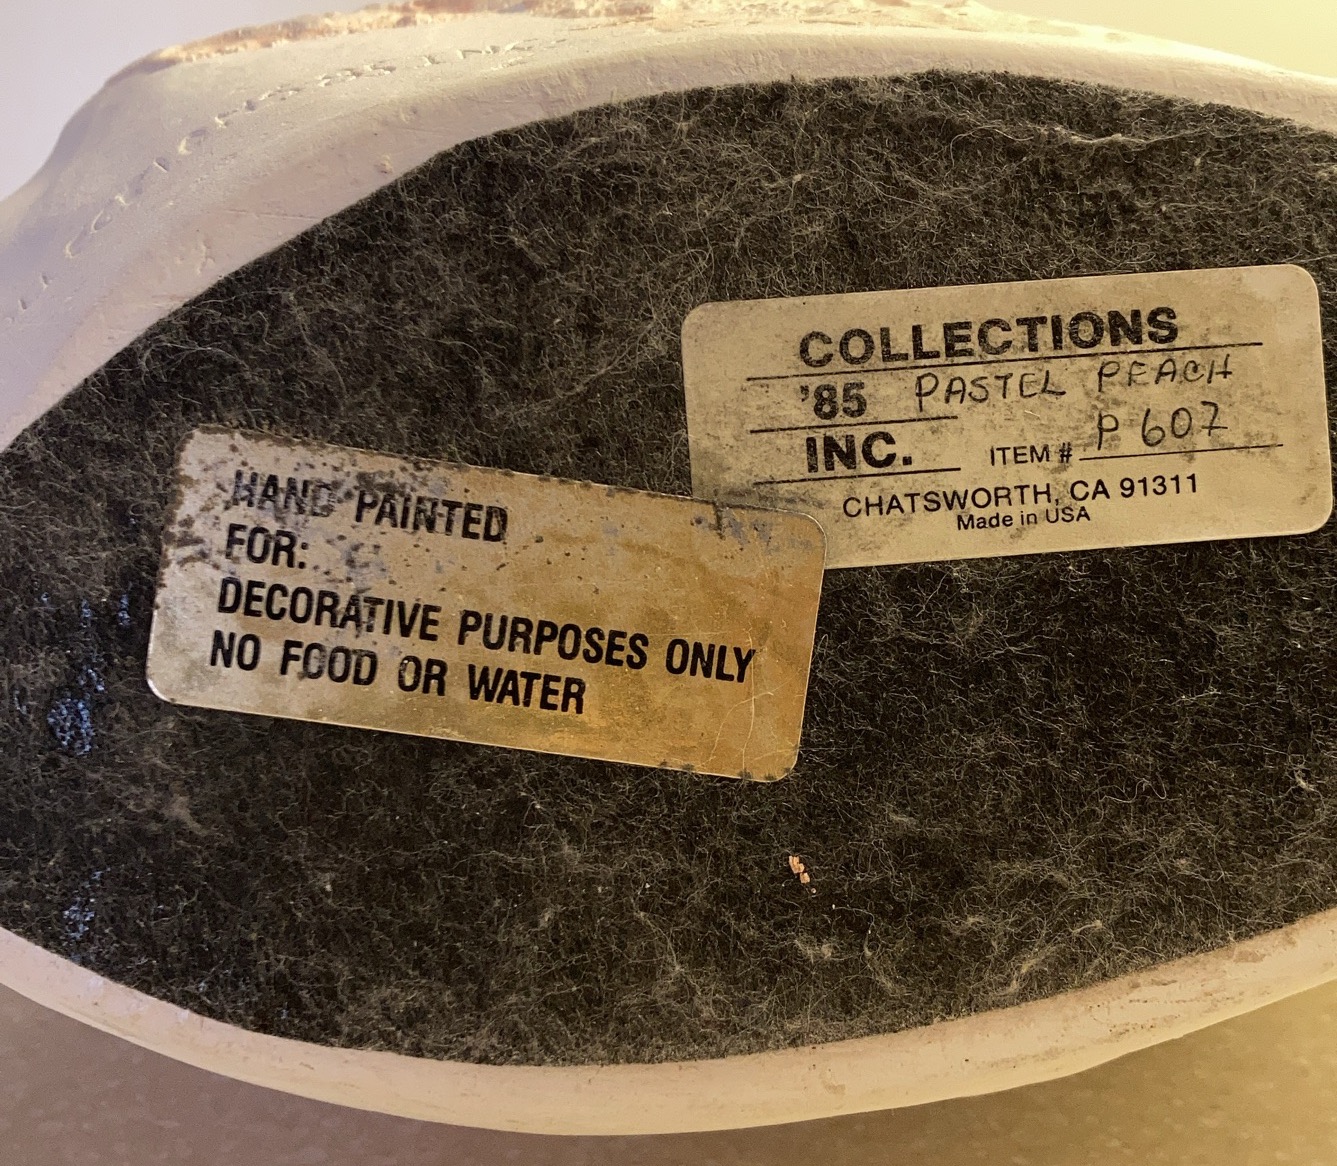 COLLECTIONS
'85 PASTEL PEACH
INC. ITEM # P 607
CHATSWORTH, CA 91311
Made in USA
HAND PAINTED
FOR:
DECORATIVE PURPOSES ONLY
NO FOOD OR WATER